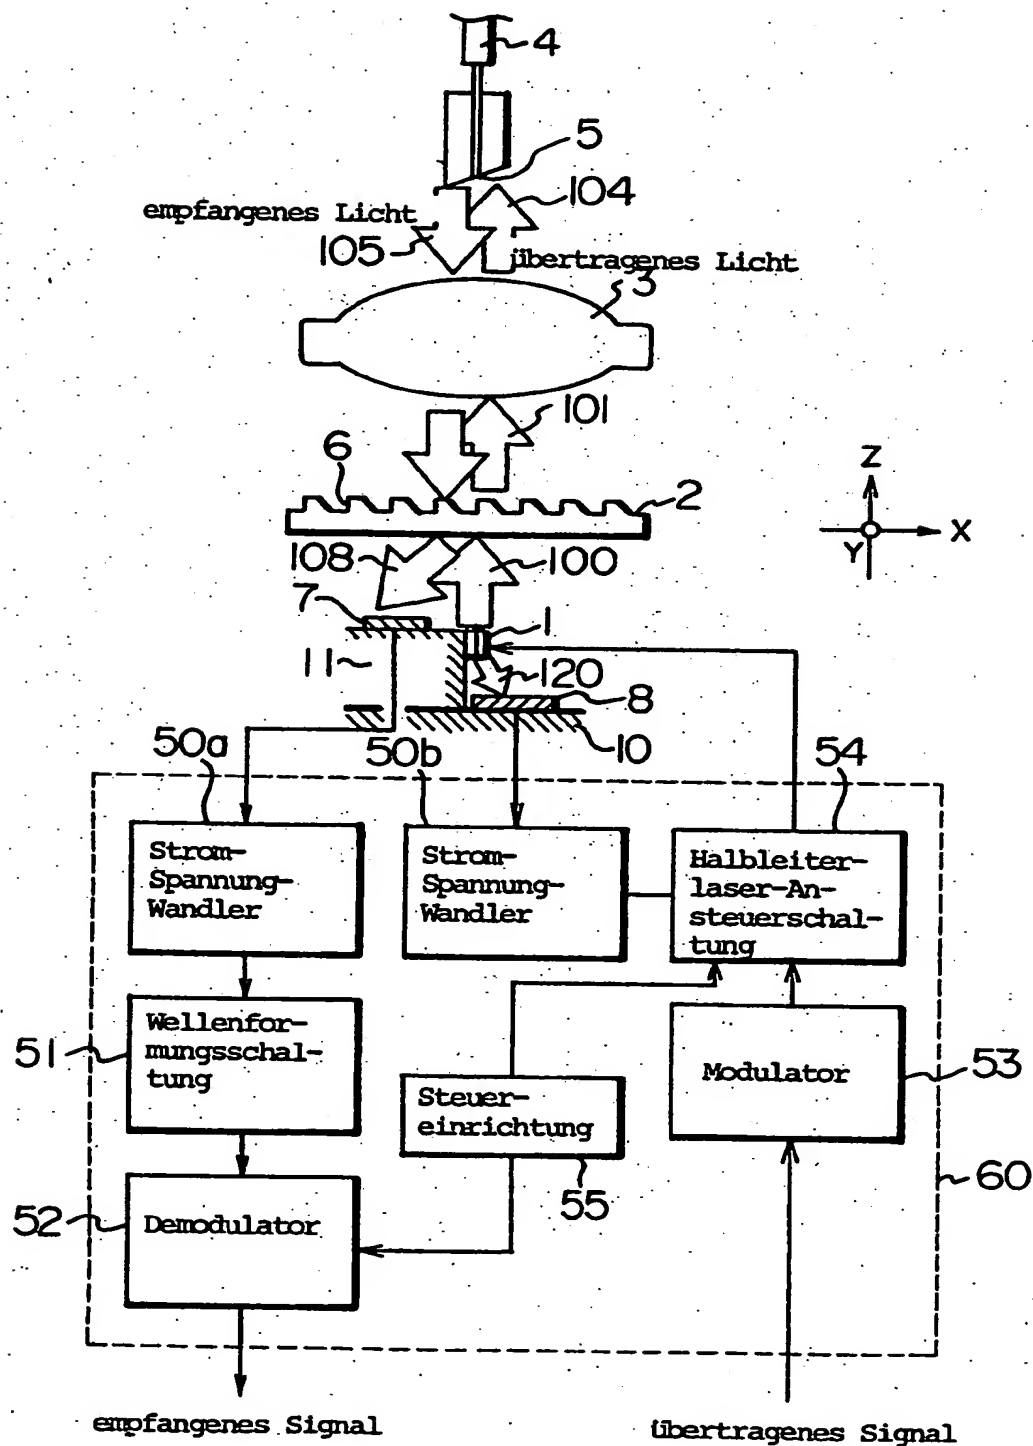 4
5
104
empfangenes Licht
105
übertragenes Licht
3
101
6
2
Z
X
Y
108
100
7
1
11
120
8
10
50a
50b
54
Strom-
Spannung-
Wandler
Strom-
Spannung-
Wandler
Halbleiter-
laser-An-
steuerschal-
tung
51
Wellenfor-
mungsschal-
tung
Modulator
53
Steuer-
einrichtung
55
60
52
Demodulator
empfangenes Signal
übertragenes Signal